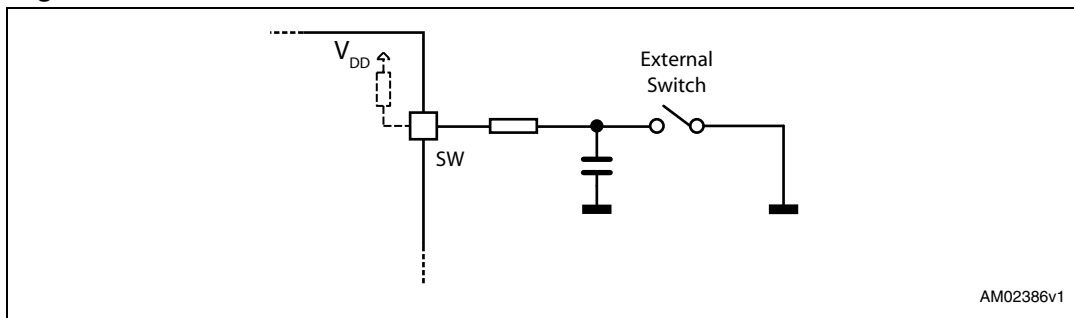 V_DD
External
Switch
SW
AM02386v1